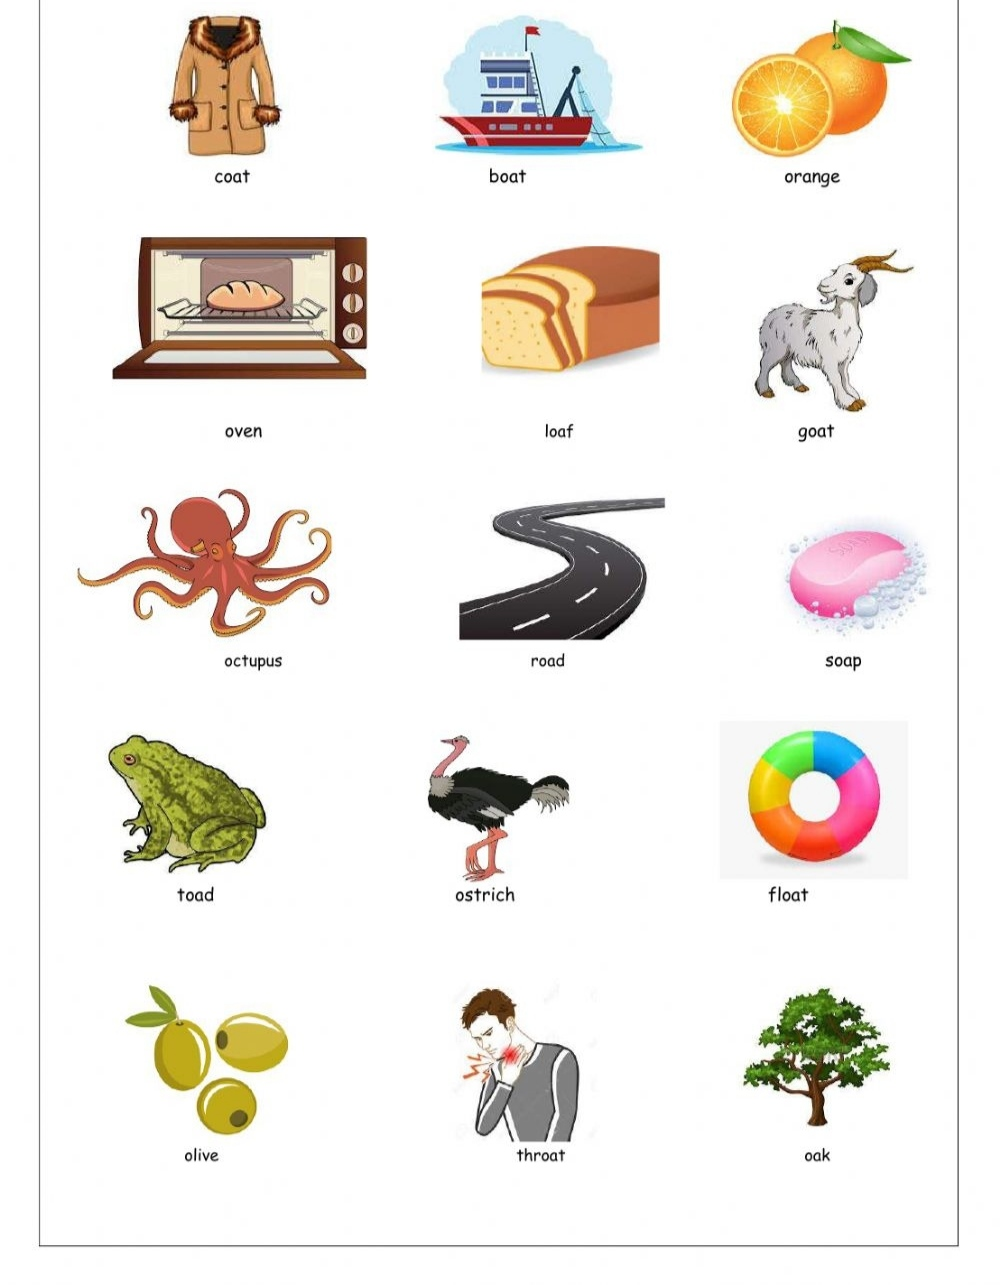 coat boat orange
oven loaf goat
octupus road soap
toad ostrich float
olive throat oak